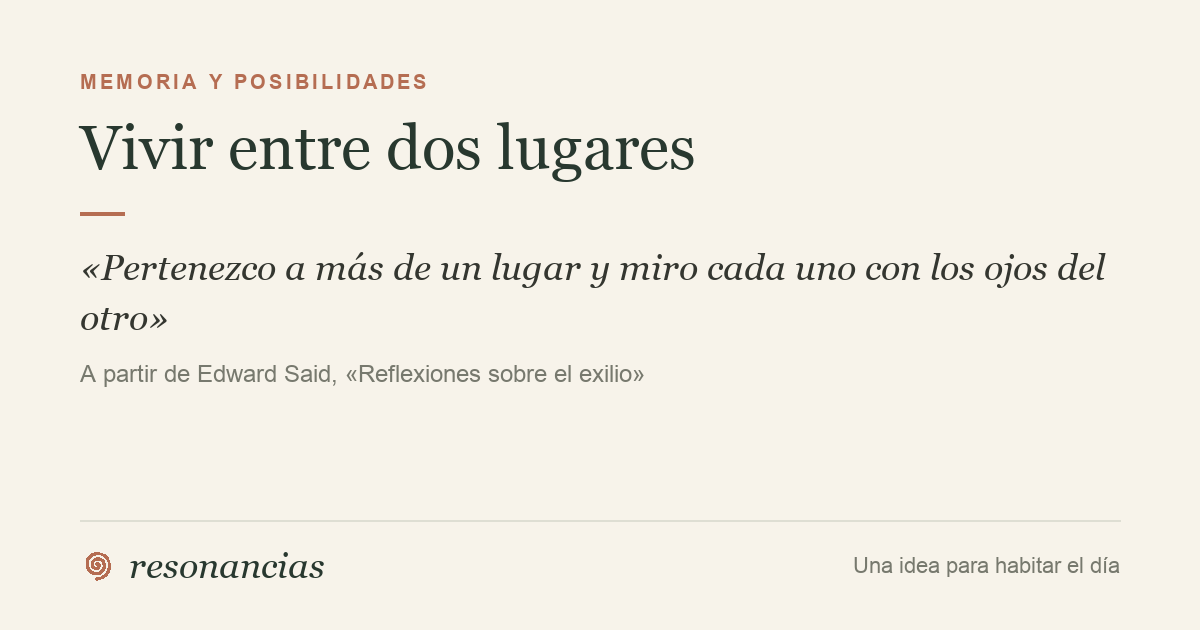 MEMORIA Y POSIBILIDADES
Vivir entre dos lugares
«Pertenezco a más de un lugar y miro cada uno con los ojos del
otro»
A partir de Edward Said, «Reflexiones sobre el exilio»
resonancias
Una idea para habitar el día